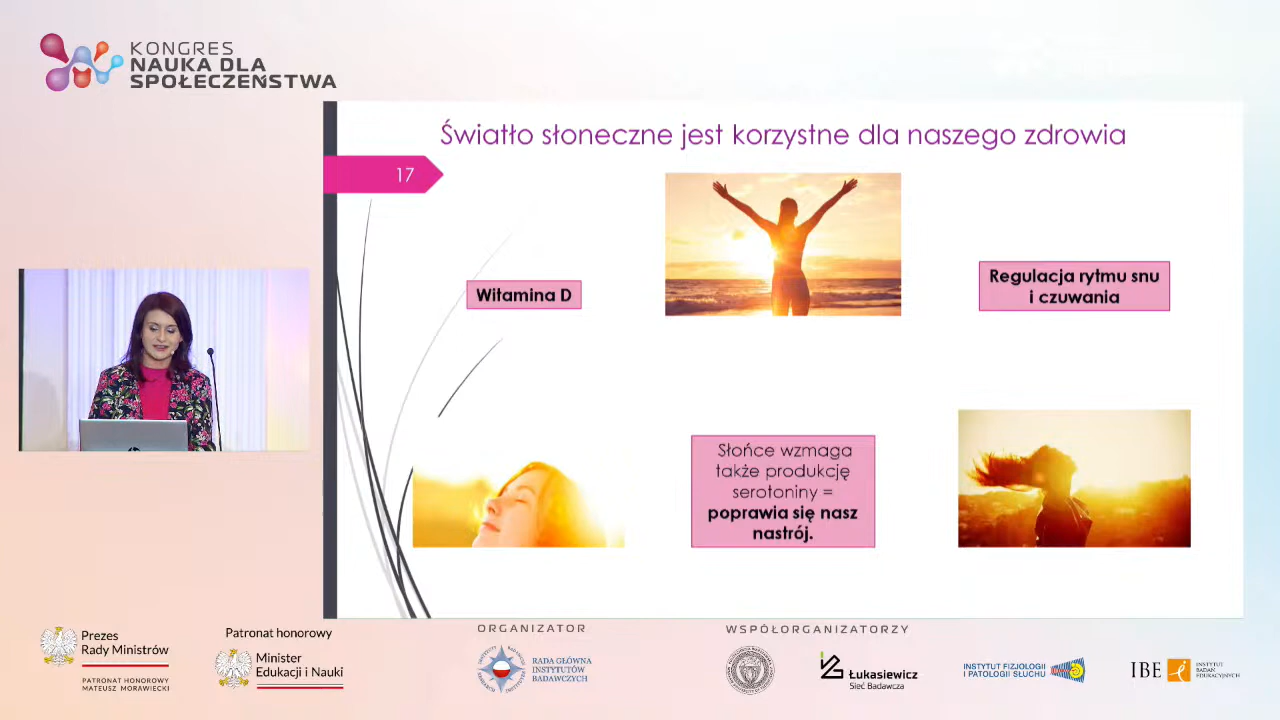 KONGRES
NAUKA DLA
SPOŁECZEŃSTWA
Światło słoneczne jest korzystne dla naszego zdrowia
17
Witamina D
Regulacja rytmu snu
i czuwania
Słońce wzmaga
także produkcję
serotoniny =
poprawia się nasz
nastrój.
Prezes
Rady Ministrów
PATRONAT HONOROWY
MATEUSZ MORAWIECKI
Patronat honorowy
Minister
Edukacji i Nauki
ORGANIZATOR
RADA GŁÓWNA
INSTYTUTÓW
BADAWCZYCH
WSPÓŁORGANIZATORZY
Łukasiewicz
Sieć Badawcza
INSTYTUT FIZJOLOGII
I PATOLOGII SŁUCHU
IBE
INSTYTUT
BADAŃ
EDUKACYJNYCH